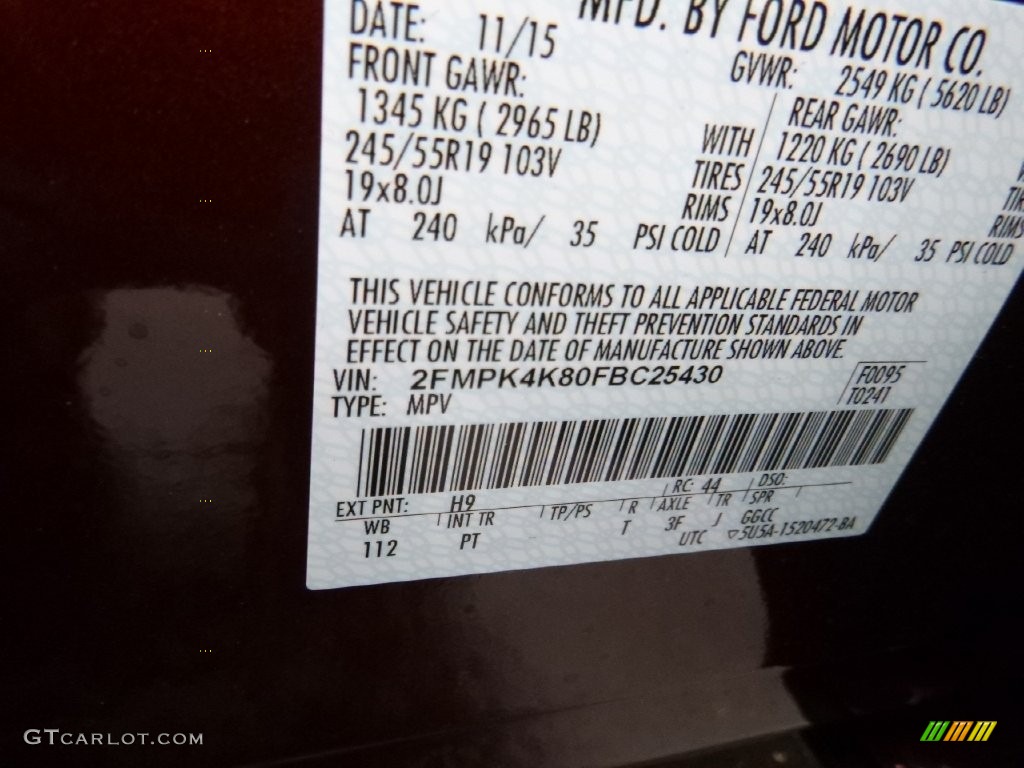 MFD. BY FORD MOTOR CO.
DATE: 11/15
GVWR: 2549 KG ( 5620 LB)
FRONT GAWR:
REAR GAWR:
1345 KG ( 2965 LB)
WITH
1220 KG ( 2690 LB)
245/55R19 103V
TIRES
245/55R19 103V
TIR
19x8.0J
RIMS
19x8.0J
RIMS
AT 240 kPa/ 35 PSI COLD
AT 240 kPa/ 35 PSI COLD
THIS VEHICLE CONFORMS TO ALL APPLICABLE FEDERAL MOTOR
VEHICLE SAFETY AND THEFT PREVENTION STANDARDS IN
EFFECT ON THE DATE OF MANUFACTURE SHOWN ABOVE.
VIN: 2FMPK4K80FBC25430
F0095
TYPE: MPV
T0241
EXT PNT: H9 RC: 44 DSO:
WB INT TR TP/PS R AXLE TR SPR
112 PT T 3F J GGCC
UTC ▽5U5A-1520472-BA
GTCARLOT.COM